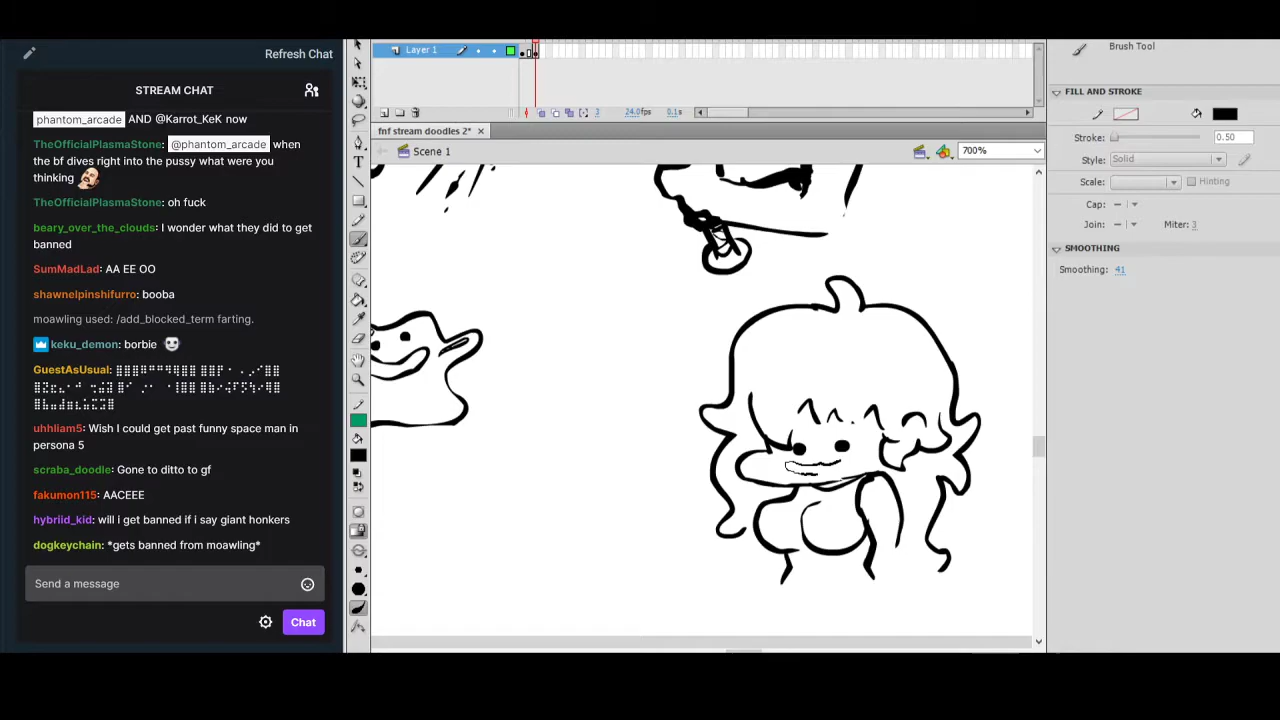 Refresh Chat
STREAM CHAT
phantom_arcade AND @Karrot_KeK now
TheOfficialPlasmaStone: @phantom_arcade when
the bf dives right into the pussy what were you
thinking
TheOfficialPlasmaStone: oh fuck
beary_over_the_clouds: I wonder what they did to get
banned
SumMadLad: AA EE OO
shawnelpinshifurro: booba
moawling used: /add_blocked_term farting.
keku_demon: borbie
GuestAsUsual:
uhhliam5: Wish I could get past funny space man in
persona 5
scraba_doodle: Gone to ditto to gf
fakumon115: AACEEE
hybriid_kid: will i get banned if i say giant honkers
dogkeychain: *gets banned from moawling*
Send a message
Chat
Layer 1
3 24.0fps 0.1s
fnf stream doodles 2*
Scene 1
700%
Brush Tool
FILL AND STROKE
Stroke: 0.50
Style: Solid
Scale: Hinting
Cap:
Join: Miter: 3
SMOOTHING
Smoothing: 41